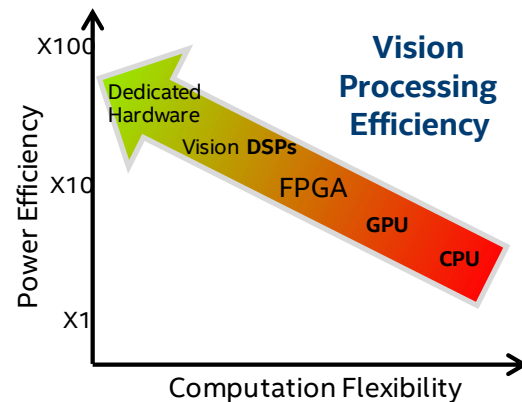 Vision
Processing
Efficiency
Power Efficiency
X100
X10
X1
Dedicated
Hardware
Vision DSPs
FPGA
GPU
CPU
Computation Flexibility